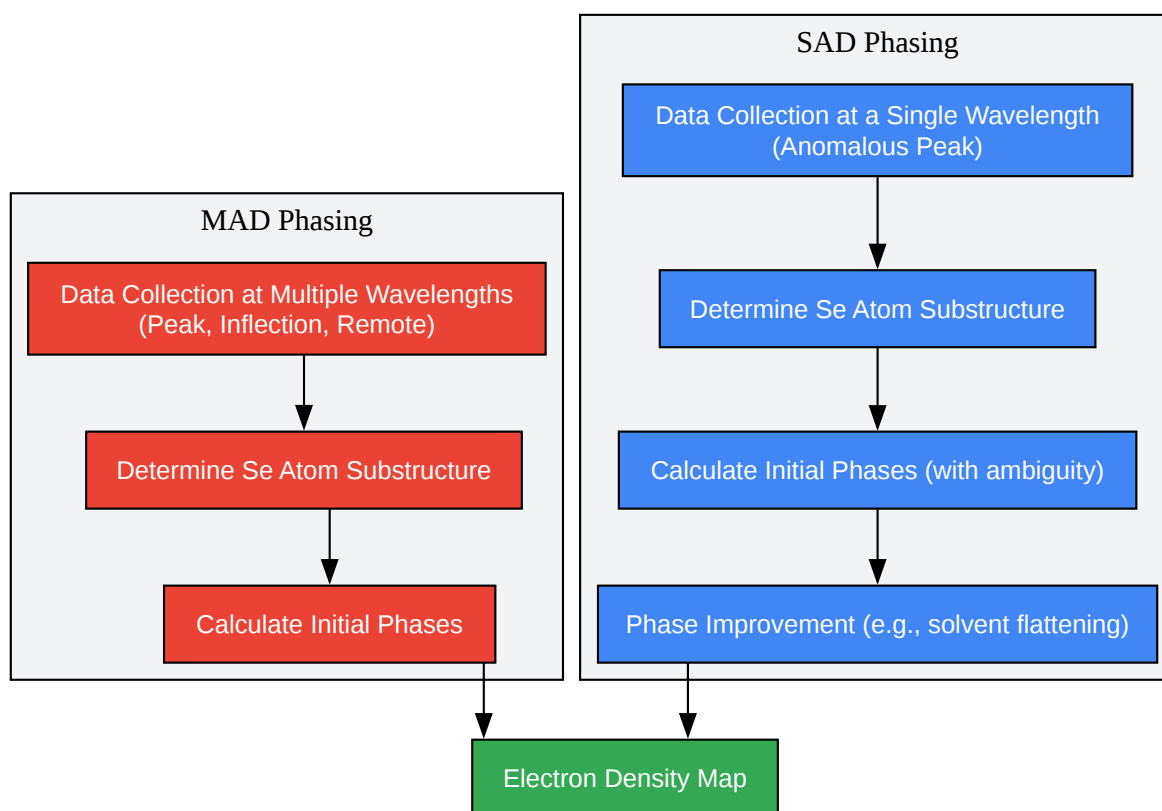 MAD Phasing
Data Collection at Multiple Wavelengths
(Peak, Inflection, Remote)
Determine Se Atom Substructure
Calculate Initial Phases
SAD Phasing
Data Collection at a Single Wavelength
(Anomalous Peak)
Determine Se Atom Substructure
Calculate Initial Phases (with ambiguity)
Phase Improvement (e.g., solvent flattening)
Electron Density Map